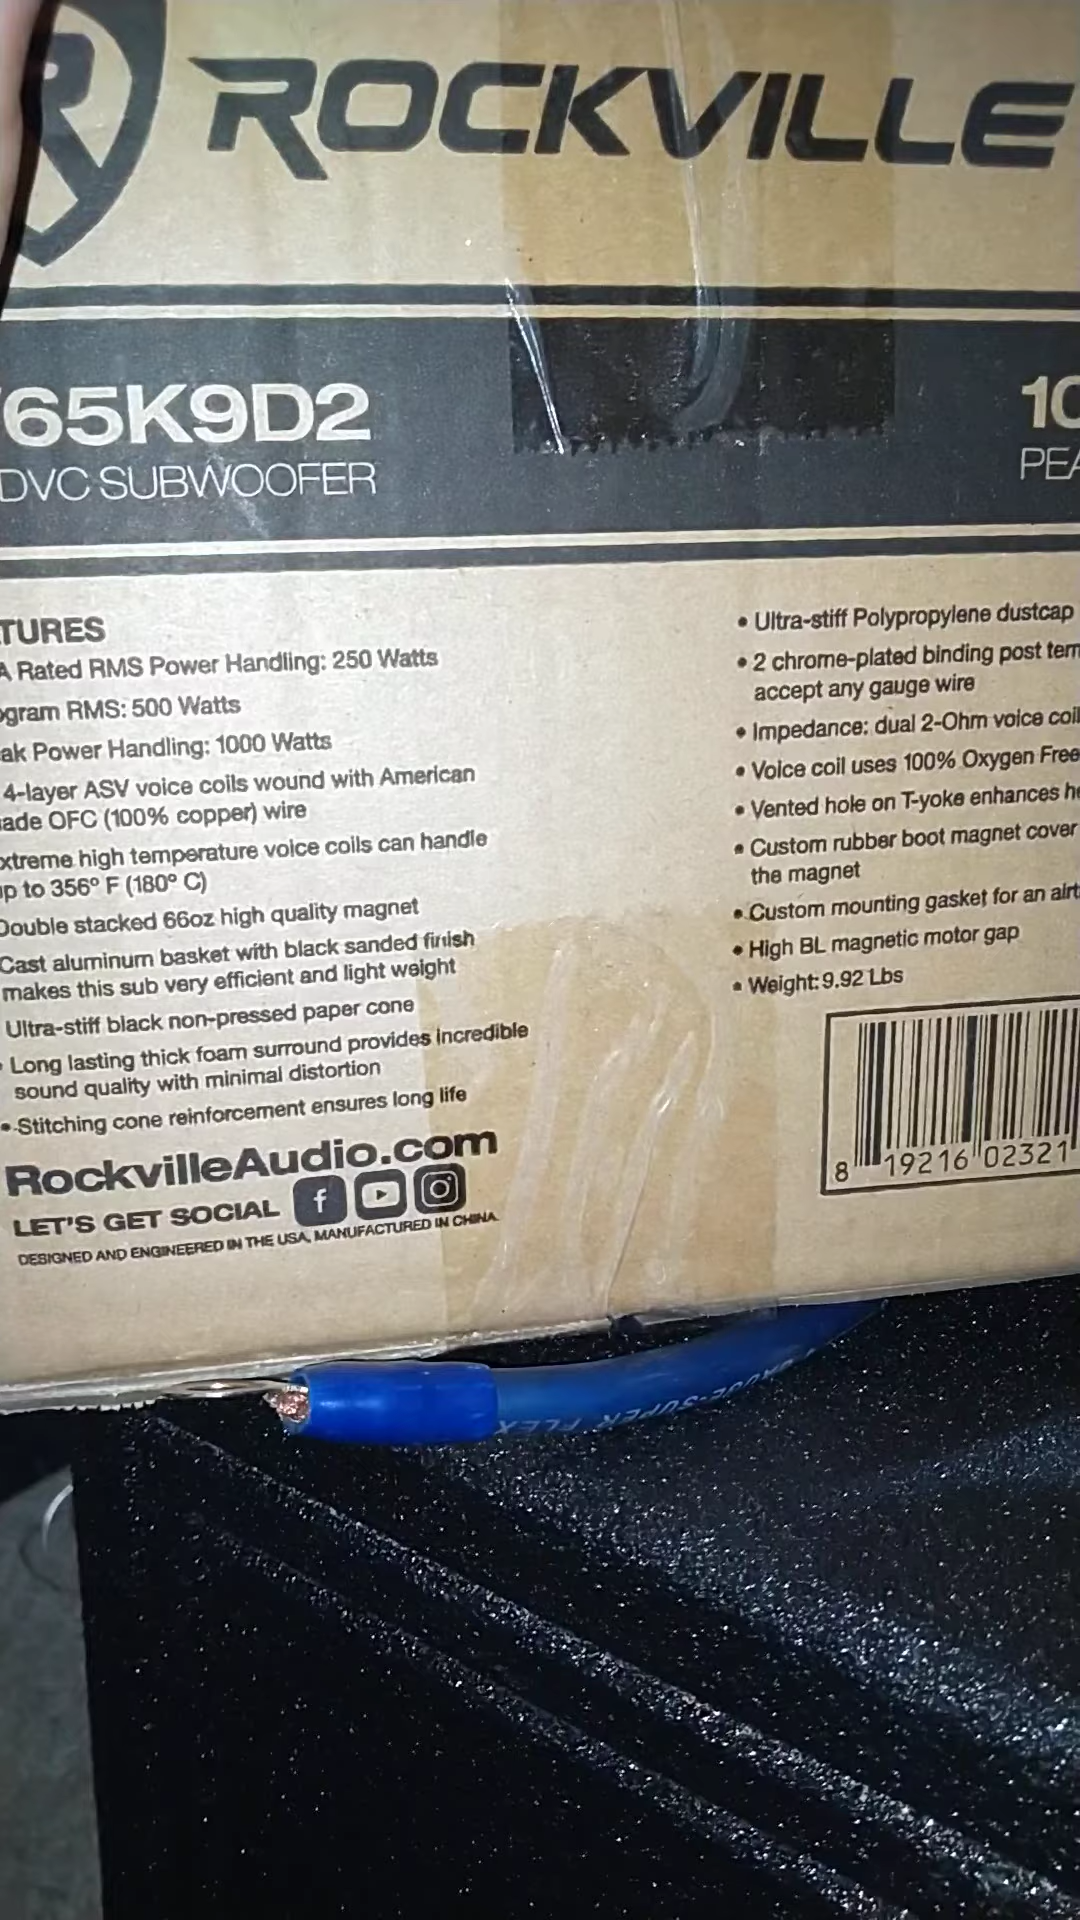 ROCKVILLE
65K9D2
DVC SUBWOOFER
10
TURES
A Rated RMS Power Handling: 250 Watts
gram RMS: 500 Watts
ak Power Handling: 1000 Watts
4-layer ASV voice coils wound with American
ade OFC (100% copper) wire
xtreme high temperature voice coils can handle
up to 356° F (180° C)
Double stacked 66oz high quality magnet
Cast aluminum basket with black sanded finish
makes this sub very efficient and light weight
Ultra-stiff black non-pressed paper cone
• Long lasting thick foam surround provides incredible
sound quality with minimal distortion
• Stitching cone reinforcement ensures long life
RockvilleAudio.com
LET'S GET SOCIAL
DESIGNED AND ENGINEERED IN THE USA, MANUFACTURED IN CHINA.
• Ultra-stiff Polypropylene dustcap
• 2 chrome-plated binding post term
accept any gauge wire
• Impedance: dual 2-Ohm voice coil
• Voice coil uses 100% Oxygen Free
• Vented hole on T-yoke enhances he
• Custom rubber boot magnet cover
the magnet
• Custom mounting gasket for an airt
• High BL magnetic motor gap
• Weight: 9.92 Lbs
8 19216 02321
SUPER FLEX